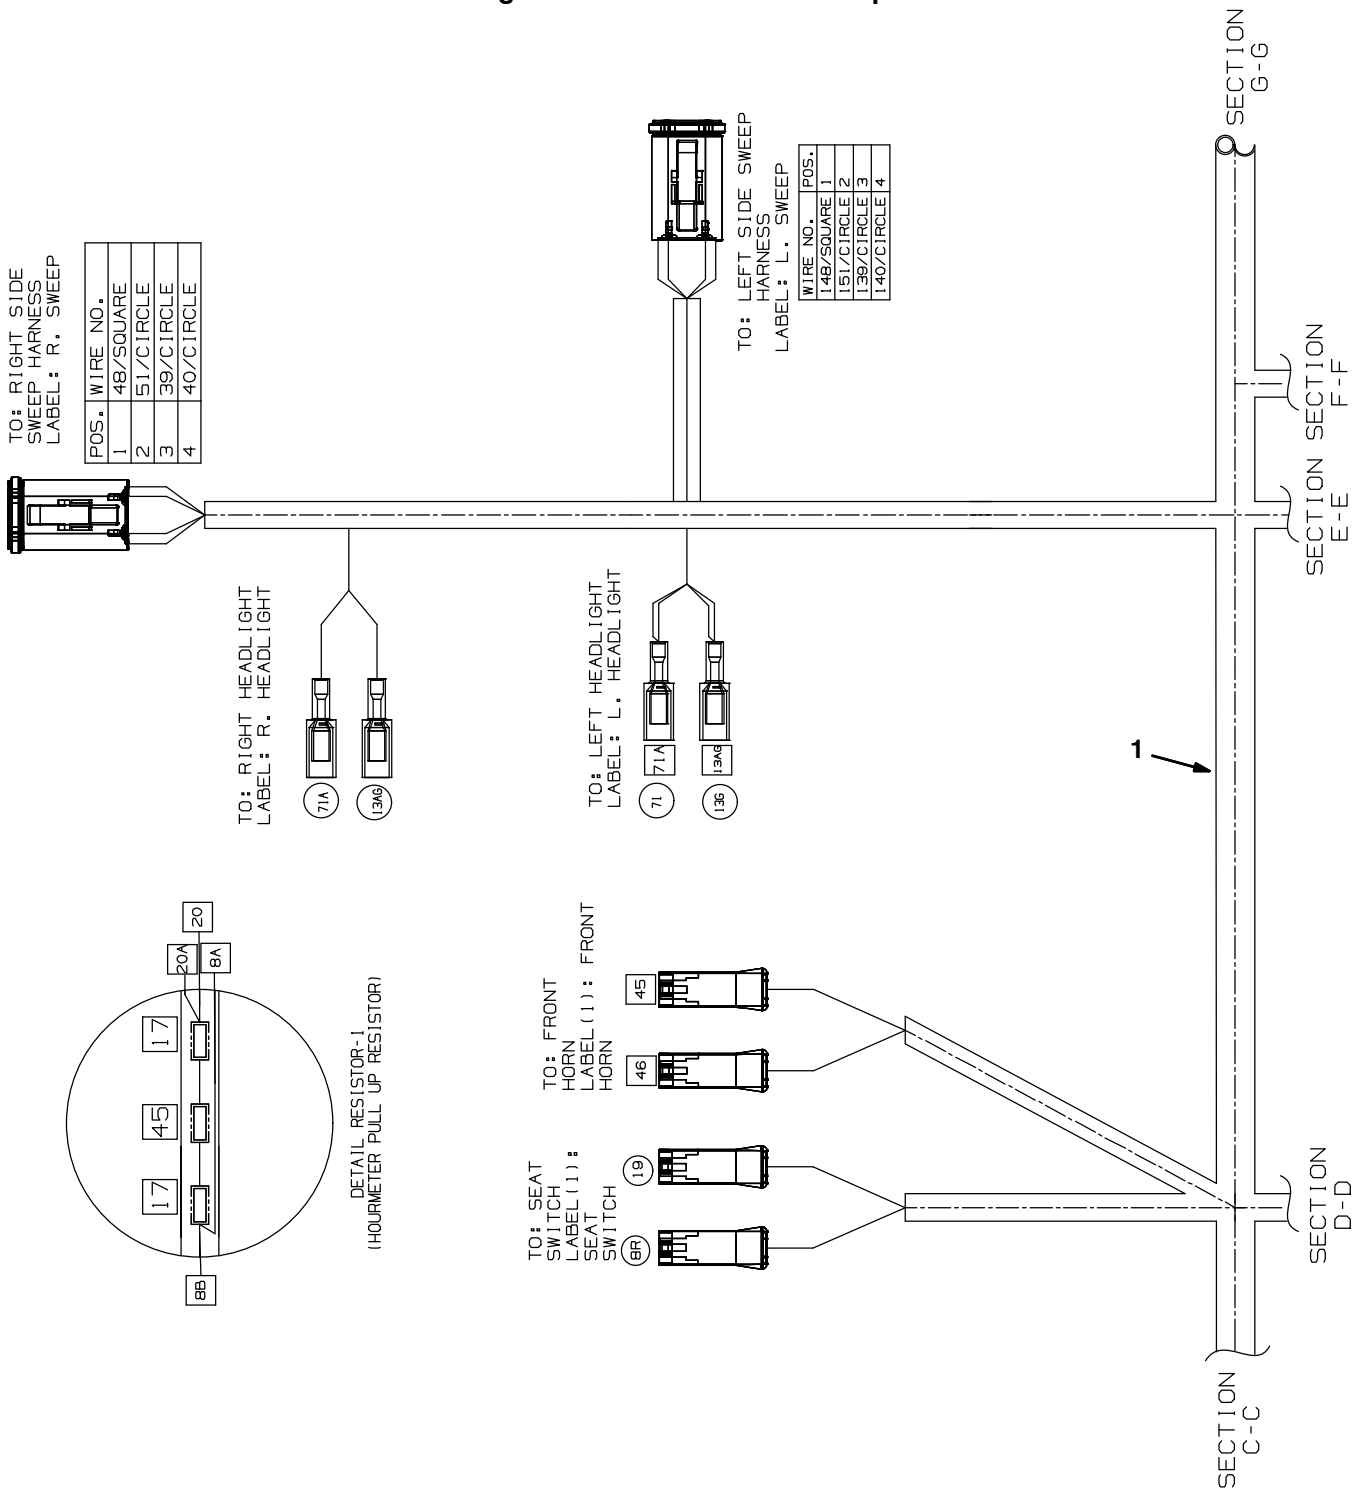 TO: RIGHT SIDE
SWEEP HARNESS
LABEL: R. SWEEP
POS. WIRE NO.
1 48/SQUARE
2 51/CIRCLE
3 39/CIRCLE
4 40/CIRCLE
TO: LEFT SIDE SWEEP
HARNESS
LABEL: L. SWEEP
WIRE NO. POS.
148/SQUARE 1
151/CIRCLE 2
139/CIRCLE 3
140/CIRCLE 4
TO: RIGHT HEADLIGHT
LABEL: R. HEADLIGHT
71A
13AG
TO: LEFT HEADLIGHT
LABEL: L. HEADLIGHT
71
71A
13G
13AG
1
20
20A
8A
17
45
17
8B
DETAIL RESISTOR-1
(HOURMETER PULL UP RESISTOR)
TO: FRONT
HORN
LABEL(1): FRONT
HORN
45
46
TO: SEAT
SWITCH
LABEL(1):
SEAT
SWITCH
19
8R
SECTION
G-G
SECTION
F-F
SECTION
E-E
SECTION
D-D
SECTION
C-C